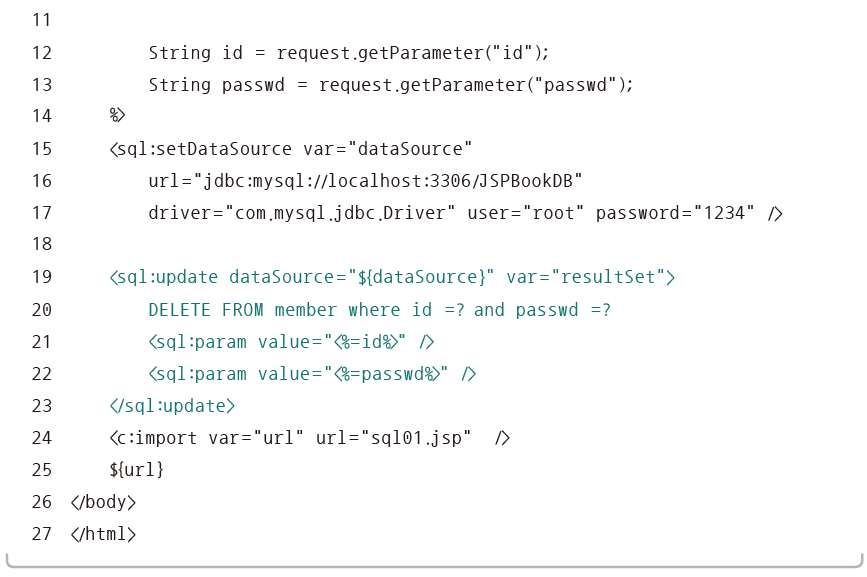 11
12 String id = request.getParameter("id");
13 String passwd = request.getParameter("passwd");
14 %>
15 <sql:setDataSource var="dataSource"
16 url="jdbc:mysql://localhost:3306/JSPBookDB"
17 driver="com.mysql.jdbc.Driver" user="root" password="1234" />
18
19 <sql:update dataSource="${dataSource}" var="resultSet">
20 DELETE FROM member where id =? and passwd =?
21 <sql:param value="<%=id%>" />
22 <sql:param value="<%=passwd%>" />
23 </sql:update>
24 <c:import var="url" url="sql01.jsp"  />
25 ${url}
26 </body>
27 </html>